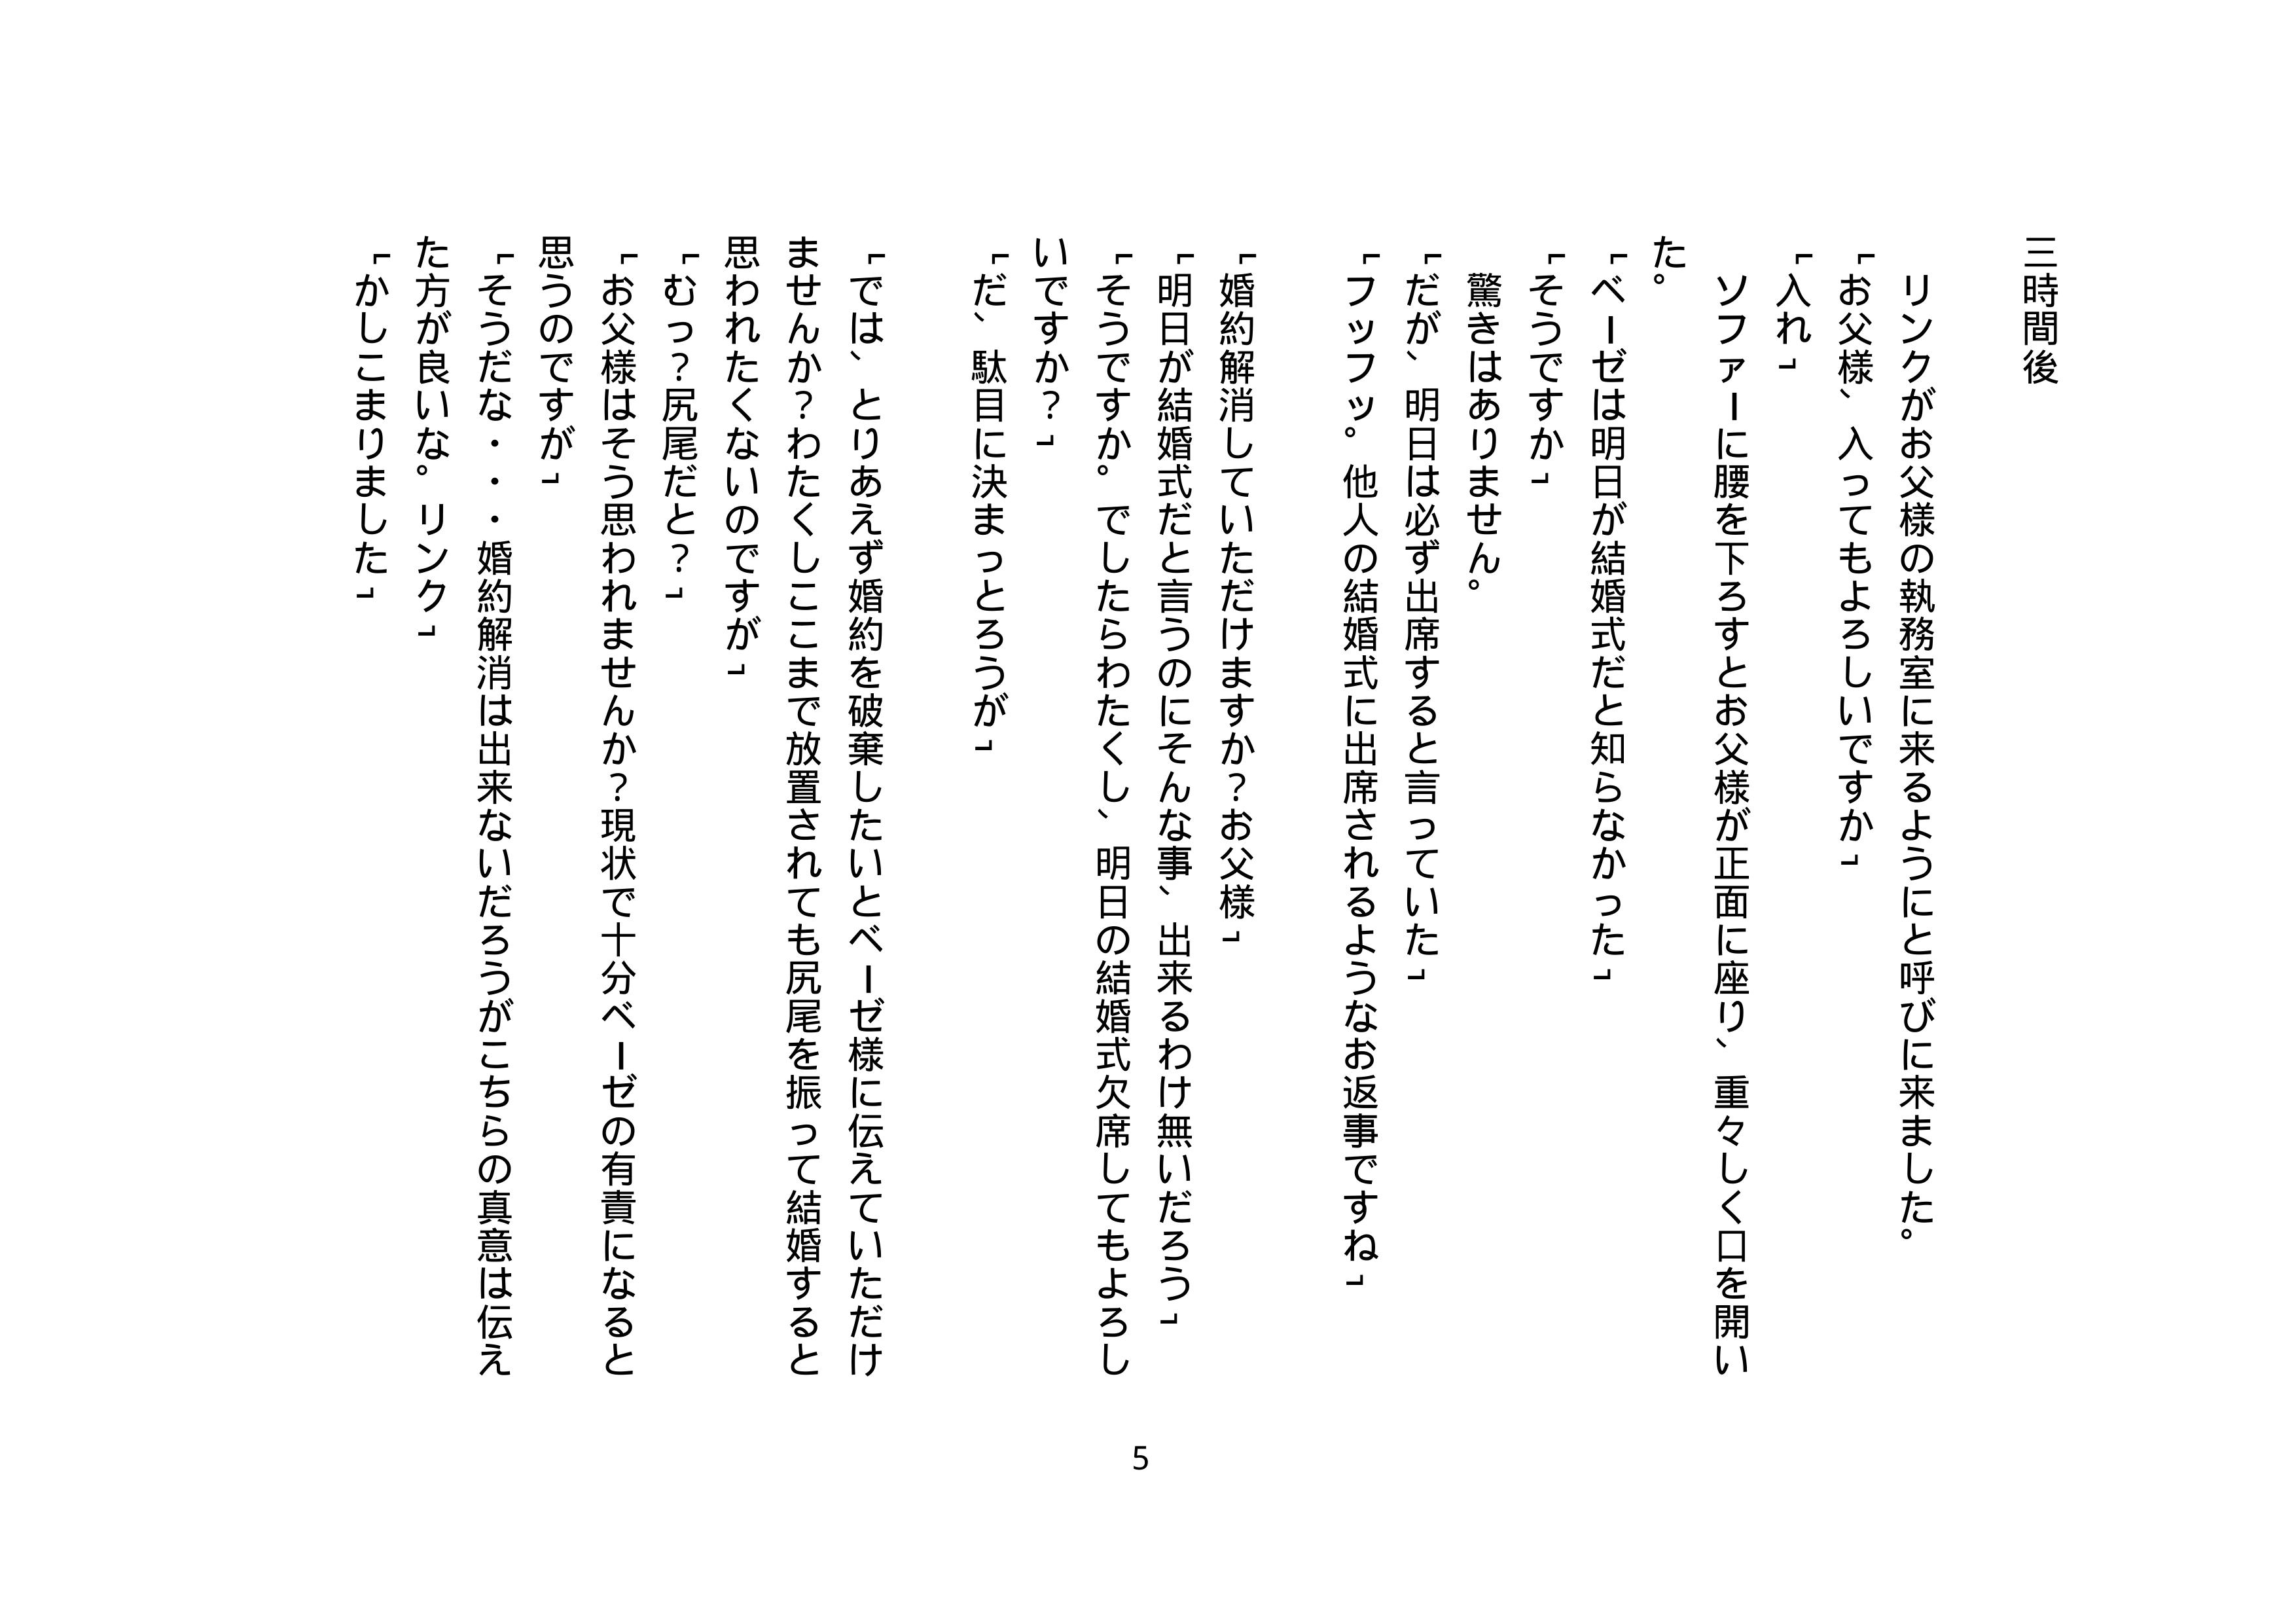 三時間後
リンクがお父様の執務室に来るようにと呼びに来ました。
「お父様、入ってもよろしいですか」
「入れ」
ソファーに腰を下ろすとお父様が正面に座り、重々しく口を開い
た。
「ベーゼは明日が結婚式だと知らなかった」
「そうですか」
驚きはありません。
「だが、明日は必ず出席すると言っていた」
「フッフッ。他人の結婚式に出席されるようなお返事ですね」
「婚約解消していただけますか?お父様」
「明日が結婚式だと言うのにそんな事、出来るわけ無いだろう」
「そうですか。でしたらわたくし、明日の結婚式欠席してもよろし
いですか?」
「だ、駄目に決まっとろうが」
「では、とりあえず婚約を破棄したいとベーゼ様に伝えていただけ
ませんか?わたくしここまで放置されても尻尾を振って結婚すると
思われたくないのですが」
「むっ?尻尾だと?」
「お父様はそう思われませんか?現状で十分ベーゼの有責になると
思うのですが」
「そうだな・・・婚約解消は出来ないだろうがこちらの真意は伝え
た方が良いな。リンク」
「かしこまりました」
5